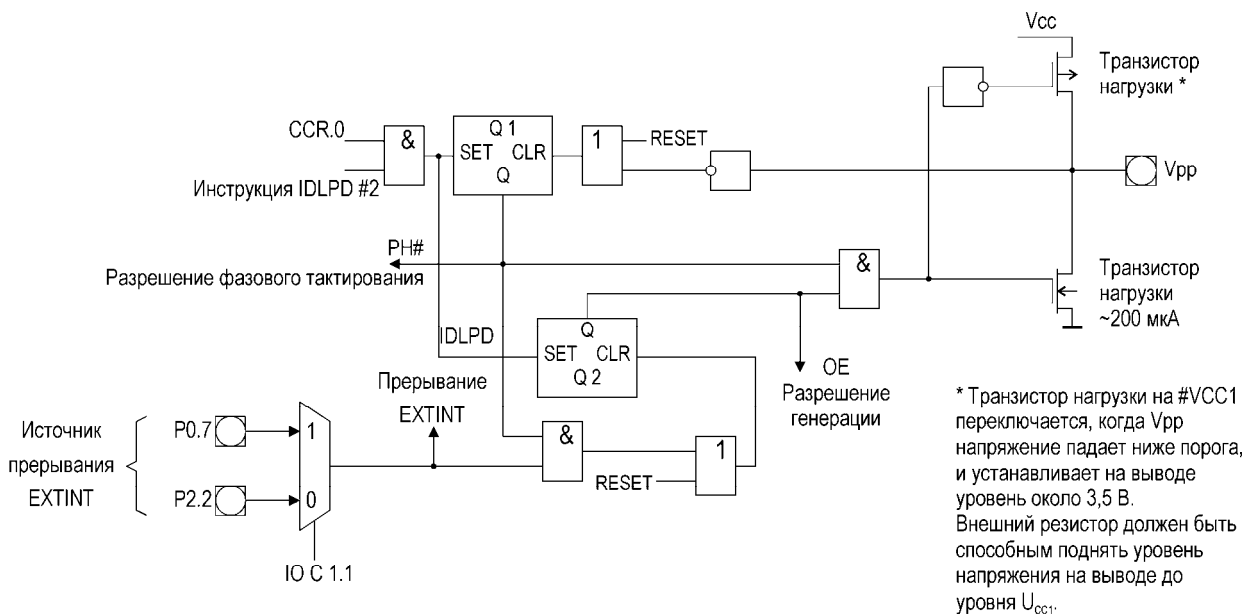 Vcc
Транзистор
нагрузки *
CCR.0
&
Q 1
SET CLR
Q
1
RESET
Инструкция IDLPD #2
Vpp
PH#
Разрешение фазового тактирования
&
Транзистор
нагрузки
~200 мкА
IDLPD
Q
SET CLR
Q 2
OE
Разрешение
генерации
Прерывание
EXTINT
Источник
прерывания
EXTINT
P0.7
1
P2.2
0
&
1
RESET
IO C 1.1
* Транзистор нагрузки на #VCC1
переключается, когда Vpp
напряжение падает ниже порога,
и устанавливает на выводе
уровень около 3,5 В.
Внешний резистор должен быть
способным поднять уровень
напряжения на выводе до
уровня Ucc1.